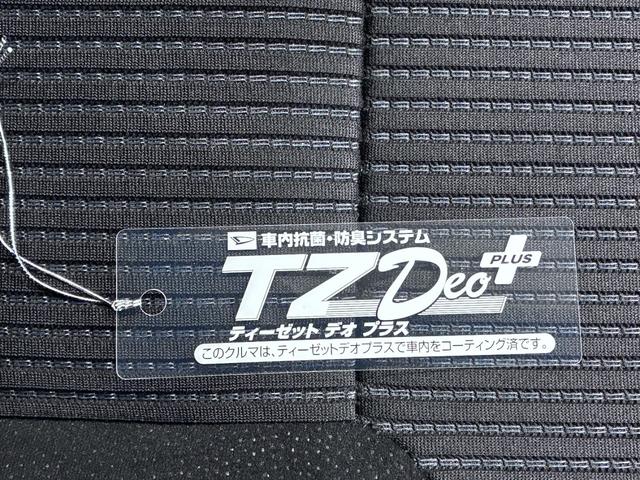 車内抗菌・防臭システム
TZ Deo PLUS
ティーゼット デオ プラス
このクルマは、ティーゼットデオプラスで車内をコーティング済です。